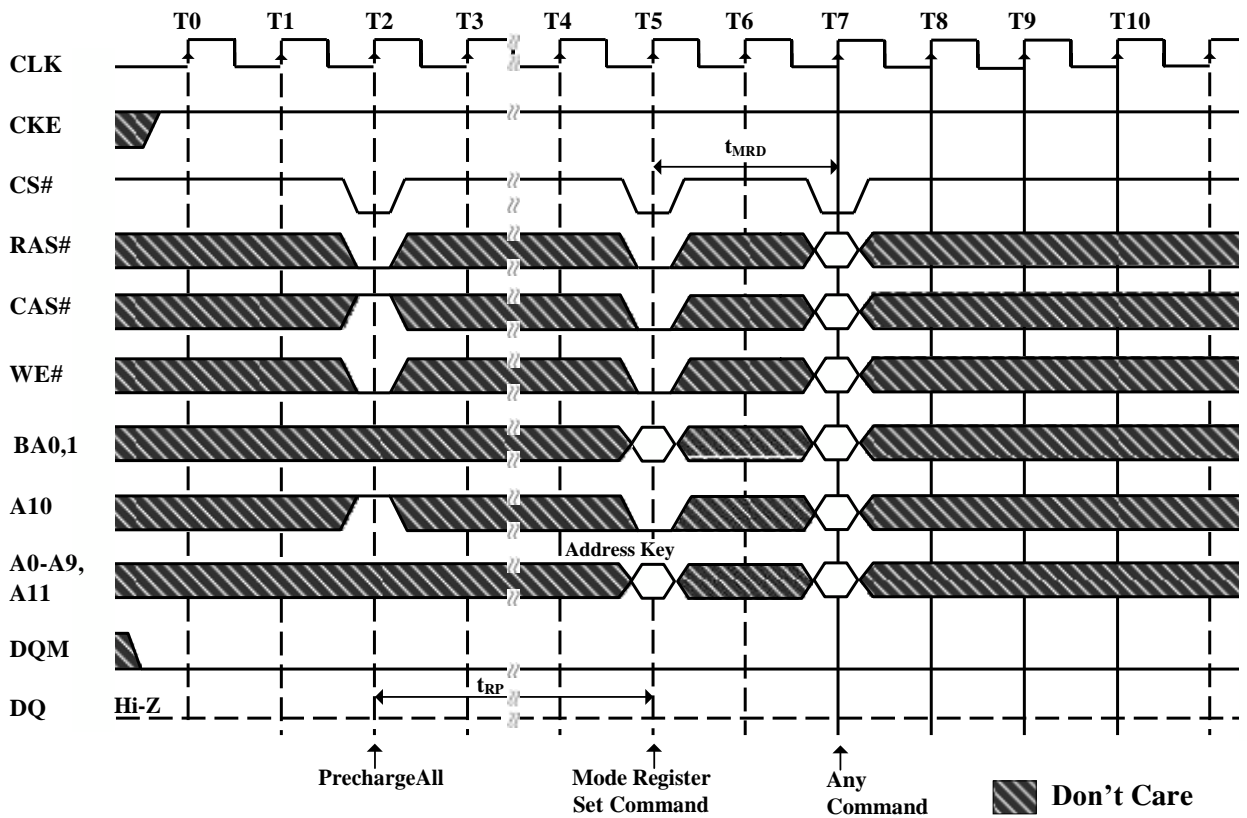 T0 T1 T2 T3 T4 T5 T6 T7 T8 T9 T10
CLK
CKE
tMRD
CS#
RAS#
CAS#
WE#
BA0,1
A10
Address Key
A0-A9,
A11
DQM
tRP
DQ
Hi-Z
PrechargeAll
Mode Register
Set Command
Any
Command
Don't Care